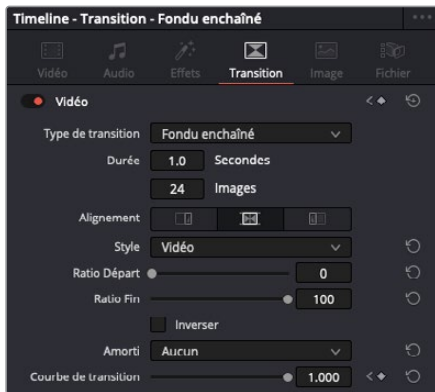 Timeline - Transition - Fondu enchaîné
Vidéo Audio Effets Transition Image Fichier
Vidéo
Type de transition Fondu enchaîné
Durée 1.0 Secondes
24 Images
Alignement
Style Vidéo
Ratio Départ 0
Ratio Fin 100
Inverser
Amorti Aucun
Courbe de transition 1.000